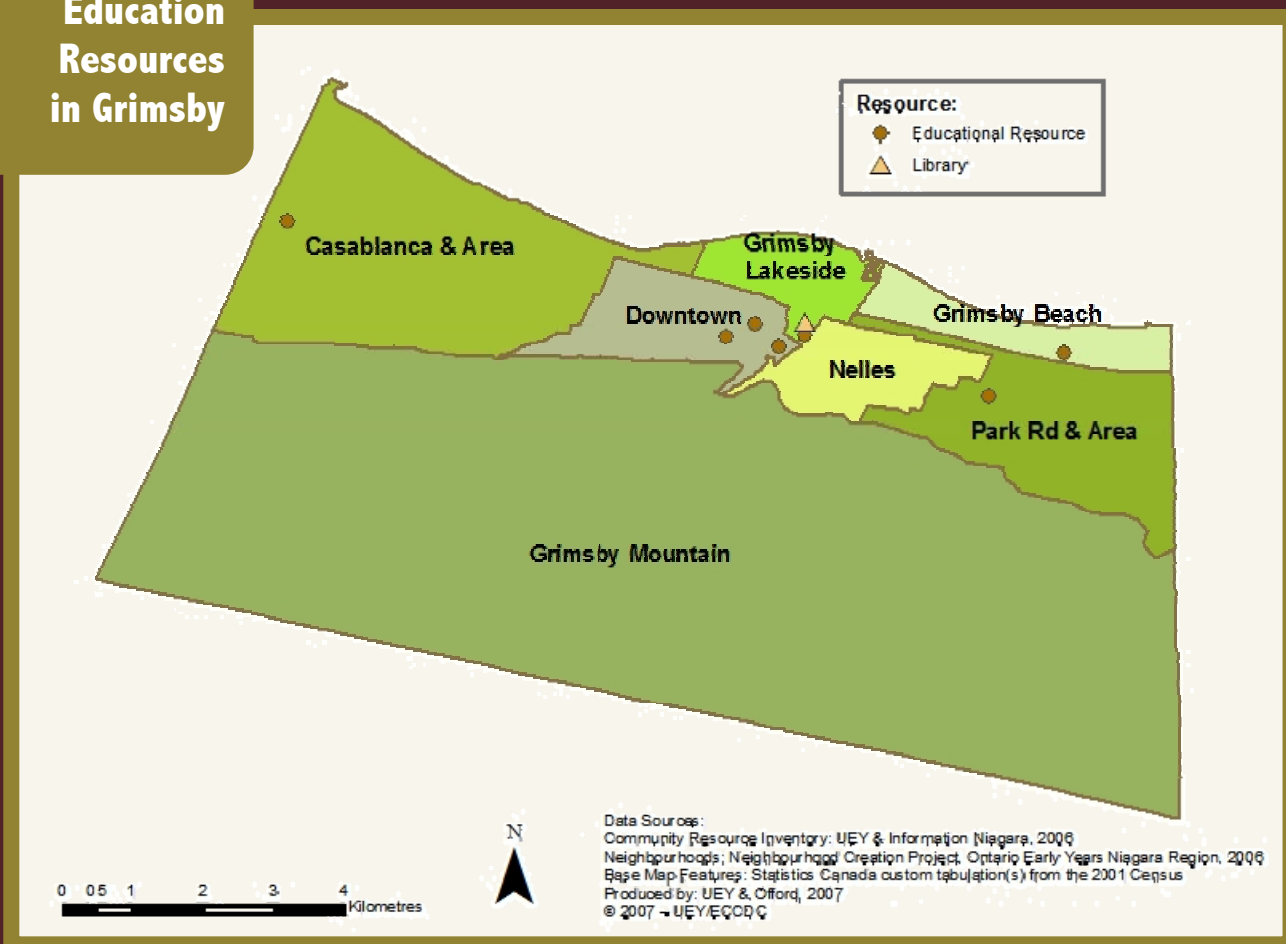 Education
Resources
in Grimsby
Resource:
Educational Resource
Library
Casablanca & Area
Grimsby
Lakeside
Downtown
Grimsby Beach
Nelles
Park Rd & Area
Grimsby Mountain
N
0 0.5 1 2 3 4
Kilometres
Data Sources:
Community Resource Inventory: UEY & Information Niagara, 2006
Neighbourhoods; Neighbourhood Creation Project, Ontario Early Years Niagara Region, 2006
Base Map Features: Statistics Canada custom tabulation(s) from the 2001 Census
Produced by: UEY & Offord, 2007
© 2007 - UEY/ECCDC